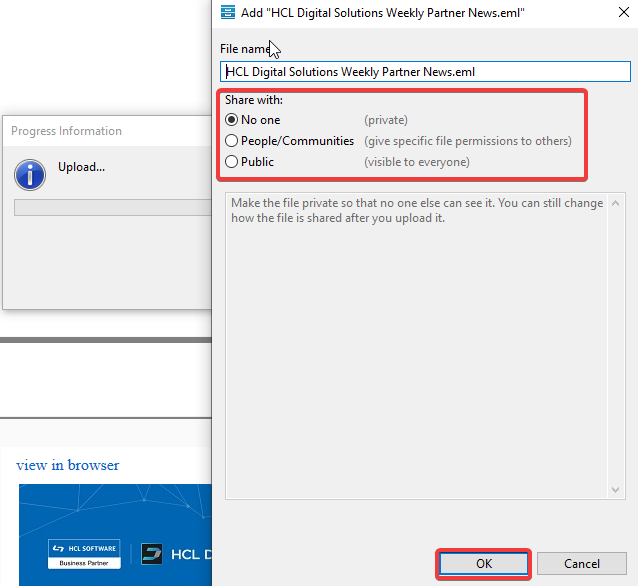 Add "HCL Digital Solutions Weekly Partner News.eml"
File name
HCL Digital Solutions Weekly Partner News.eml
Share with:
No one (private)
People/Communities (give specific file permissions to others)
Public (visible to everyone)
Make the file private so that no one else can see it. You can still change
how the file is shared after you upload it.
OK Cancel
Progress Information
Upload...
view in browser
HCL SOFTWARE
Business Partner
HCL D